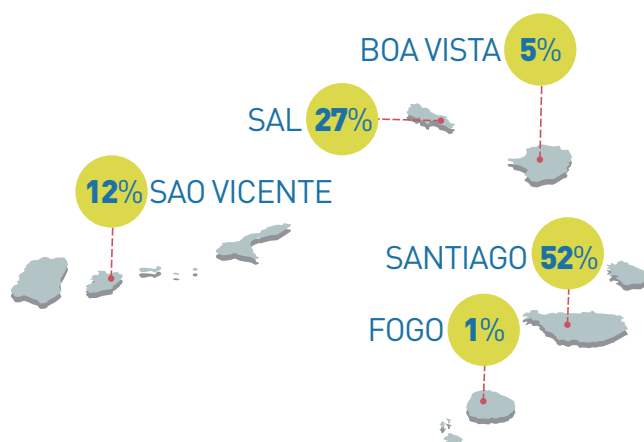 BOA VISTA 5%
SAL 27%
12% SAO VICENTE
SANTIAGO 52%
FOGO 1%